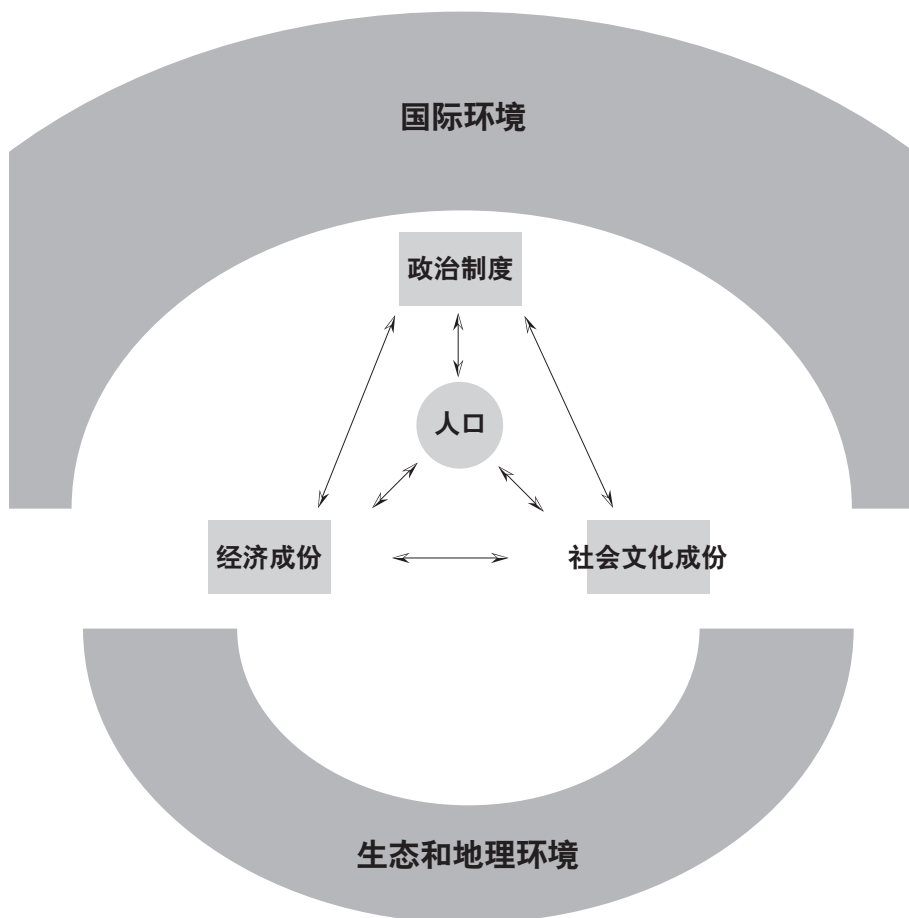 国际环境
政治制度
人口
经济成份
社会文化成份
生态和地理环境